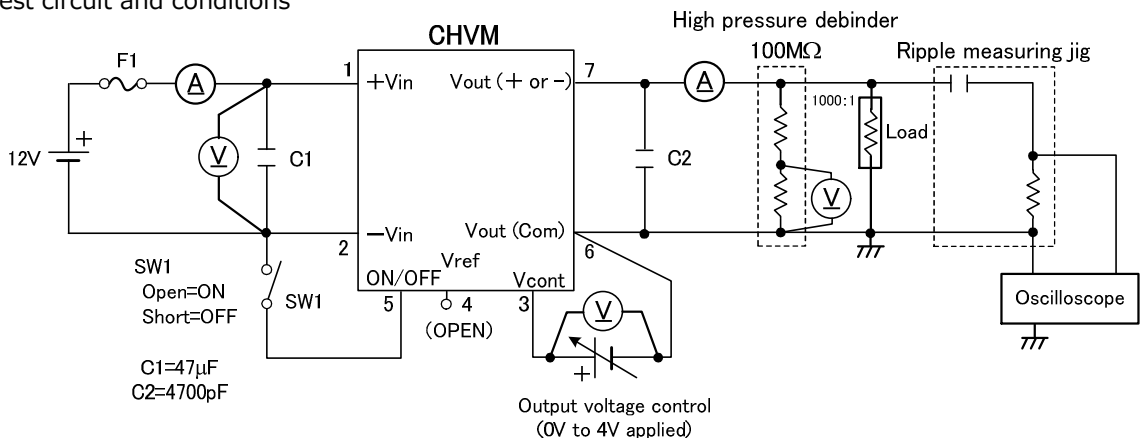 est circuit and conditions
High pressure debinder
100MΩ
Ripple measuring jig
CHVM
F1
A
1
+Vin
Vout (+ or -)
7
A
1000:1
Load
12V
+
V
C1
C2
V
2
−Vin
Vout (Com)
6
SW1
Open=ON
Short=OFF
SW1
ON/OFF
Vref
Vcont
5
4
3
(OPEN)
V
+
Oscilloscope
C1=47μF
C2=4700pF
Output voltage control
(0V to 4V applied)